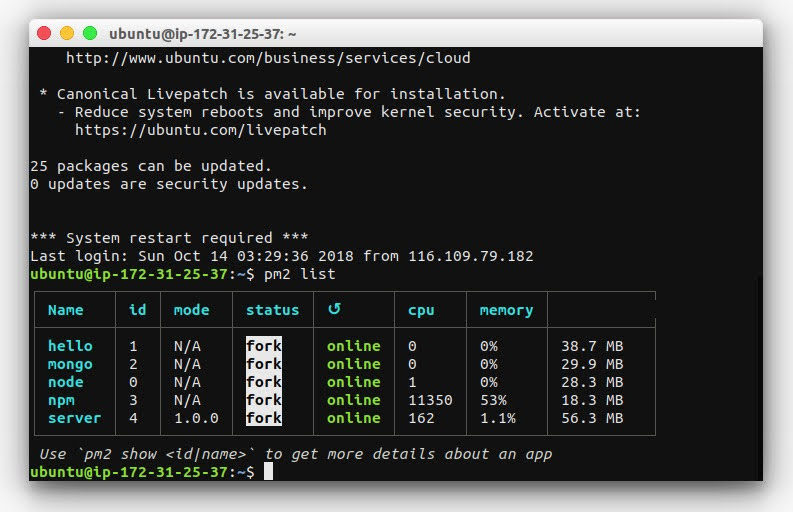 ubuntu@ip-172-31-25-37: ~
http://www.ubuntu.com/business/services/cloud
* Canonical Livepatch is available for installation.
- Reduce system reboots and improve kernel security. Activate at:
https://ubuntu.com/livepatch
25 packages can be updated.
0 updates are security updates.
*** System restart required ***
Last login: Sun Oct 14 03:29:36 2018 from 116.109.79.182
ubuntu@ip-172-31-25-37:~$ pm2 list
Name id mode status ↺ cpu memory
hello 1 N/A fork online 0 0% 38.7 MB
mongo 2 N/A fork online 0 0% 29.9 MB
node 0 N/A fork online 1 0% 28.3 MB
npm 3 N/A fork online 11350 53% 18.3 MB
server 4 1.0.0 fork online 162 1.1% 56.3 MB
Use `pm2 show <id|name>` to get more details about an app
ubuntu@ip-172-31-25-37:~$